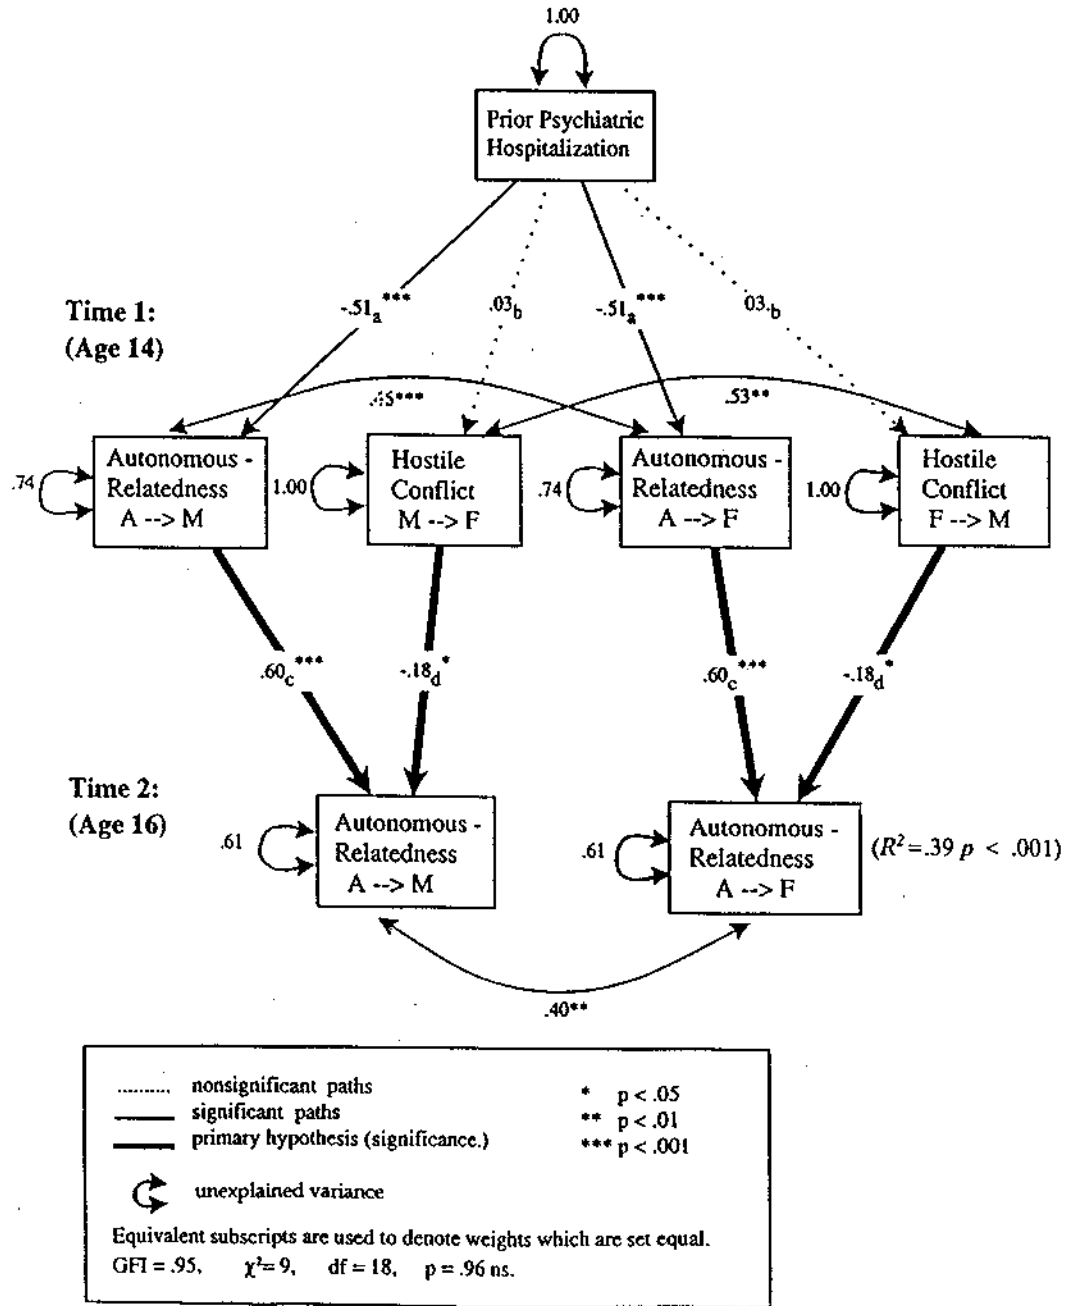 1.00
Prior Psychiatric
Hospitalization
Time 1:
(Age 14)
-.51a***
.03b
-.51a***
03.b
.45***
.53**
.74
Autonomous -
Relatedness
A --> M
1.00
Hostile
Conflict
M --> F
.74
Autonomous -
Relatedness
A --> F
1.00
Hostile
Conflict
F --> M
.60c***
-.18d*
.60c***
-.18d*
Time 2:
(Age 16)
.61
Autonomous -
Relatedness
A --> M
.61
Autonomous -
Relatedness
A --> F
(R²=.39 p < .001)
.40**
nonsignificant paths
significant paths
primary hypothesis (significance.)
* p < .05
** p < .01
*** p < .001
unexplained variance
Equivalent subscripts are used to denote weights which are set equal.
GFI = .95, χ²= 9, df = 18, p = .96 ns.